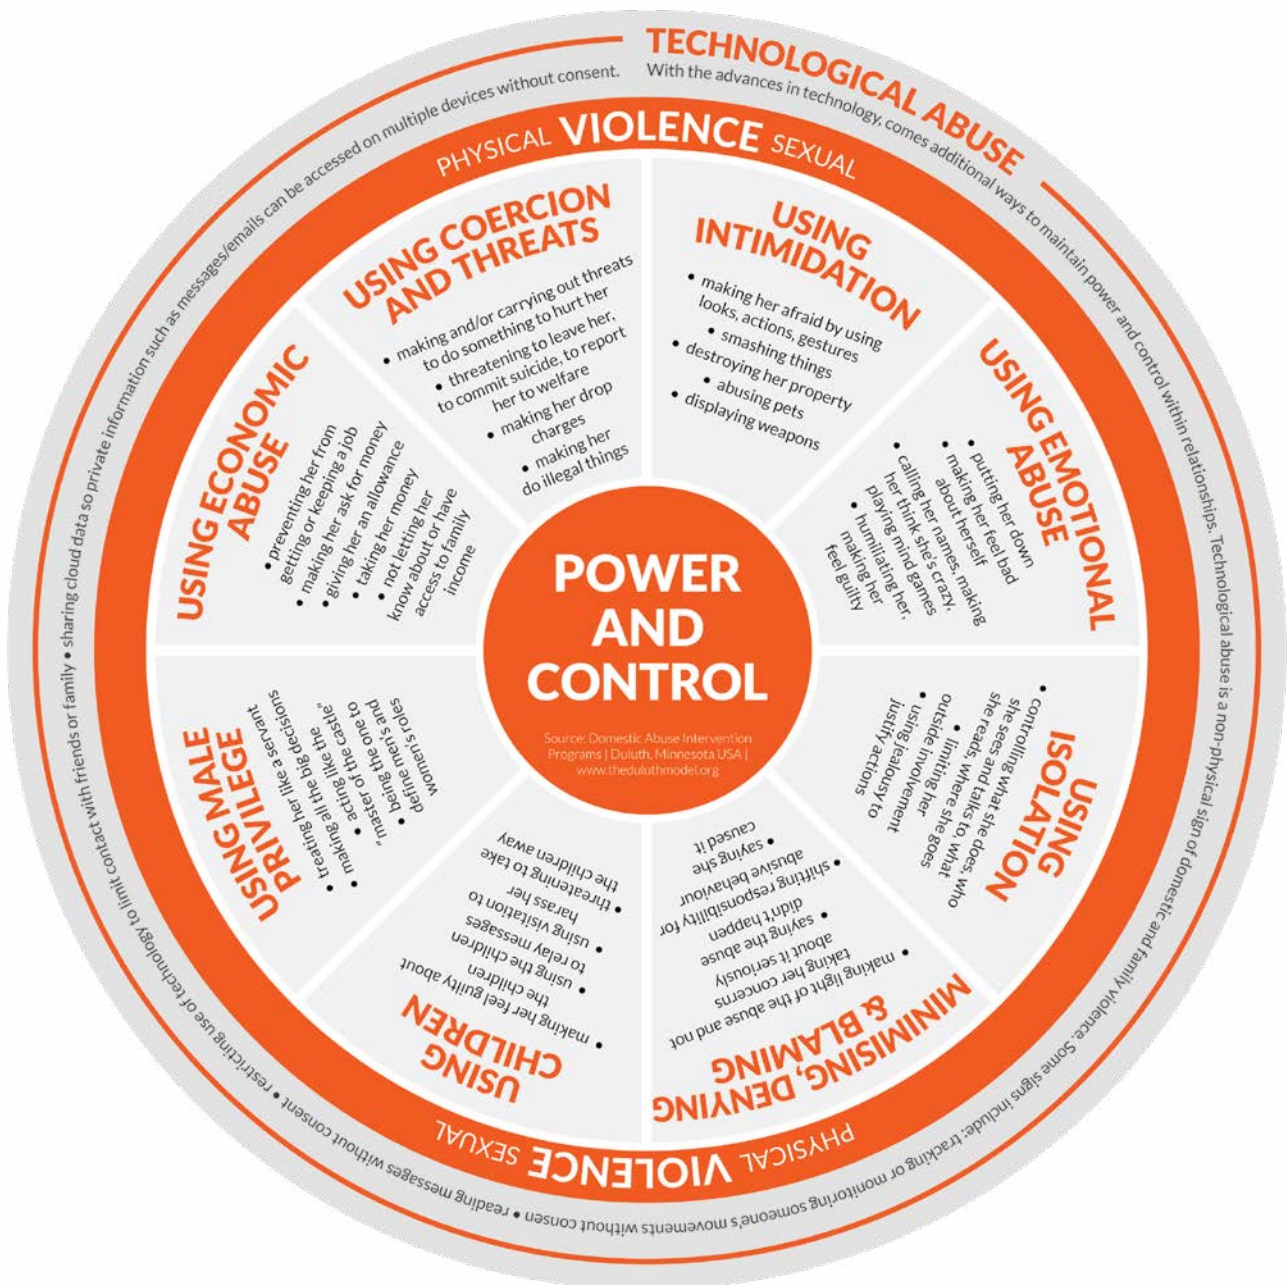 TECHNOLOGICAL ABUSE
With the advances in technology, comes additional ways to maintain power and control within relationships. Technological abuse is a non-physical sign of domestic and family violence. Some signs include: tracking or monitoring someone's movements without consent • reading messages without consent • restricting use of technology to limit contact with friends or family • sharing cloud data so private information such as messages/emails can be accessed on multiple devices without consent.
PHYSICAL VIOLENCE SEXUAL
USING COERCION
AND THREATS
• making and/or carrying out threats
to do something to hurt her
• threatening to leave her,
to commit suicide, to report
her to welfare
• making her drop
charges
• making her
do illegal things
USING
INTIMIDATION
• making her afraid by using
looks, actions, gestures
• smashing things
• destroying her property
• abusing pets
• displaying weapons
USING EMOTIONAL
ABUSE
• putting her down
• making her feel bad
about herself
• calling her names, making
her think she's crazy,
playing mind games
• humiliating her,
making her
feel guilty
USING
ISOLATION
• controlling what she does, who
she sees and talks to, what
she reads, where she goes
• limiting her
outside involvement
• using jealousy to
justify actions
MINIMISING, DENYING
& BLAMING
• making light of the abuse and not
taking her concerns
about it seriously
• saying the abuse
didn't happen
• shifting responsibility for
abusive behaviour
• saying she
caused it
USING
CHILDREN
• making her feel guilty about
the children
• using the children
to relay messages
• using visitation to
harass her
• threatening to take
the children away
USING MALE
PRIVILEGE
• treating her like a servant
• making all the big decisions
• acting like the
"master of the castle"
• being the one to
define men's and
women's roles
USING ECONOMIC
ABUSE
• preventing her from
getting or keeping a job
• making her ask for money
• giving her an allowance
• taking her money
• not letting her
know about or have
access to family
income
POWER
AND
CONTROL
Source: Domestic Abuse Intervention
Programs | Duluth, Minnesota USA |
www.theduluthmodel.org
PHYSICAL VIOLENCE SEXUAL